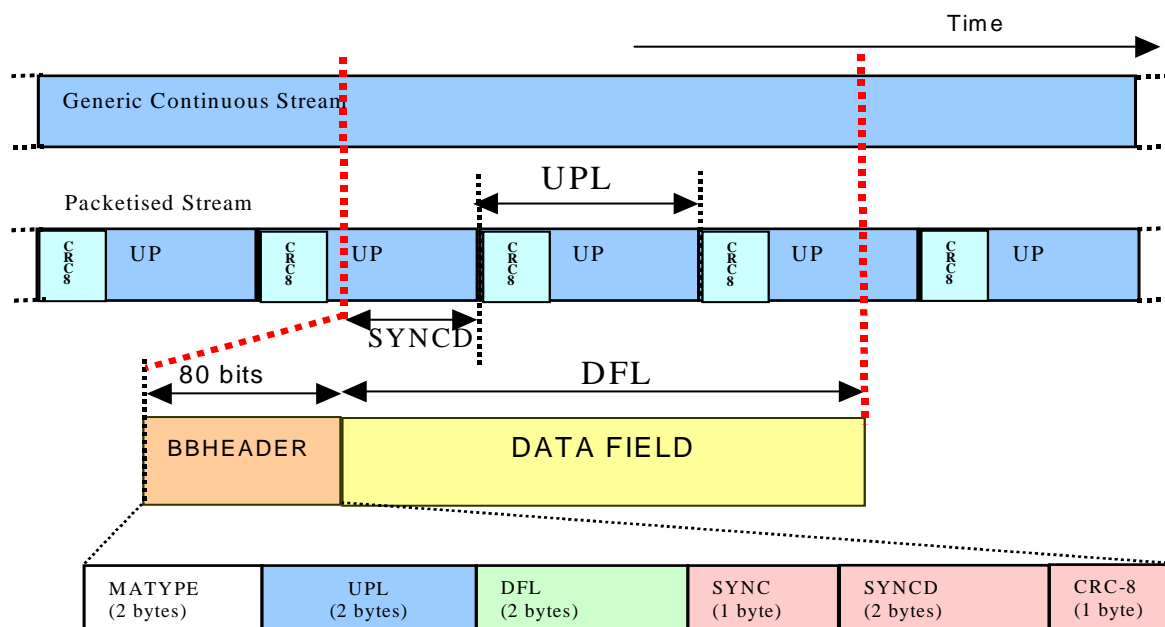 Time
Generic Continuous Stream
UPL
Packetised Stream
CRC8 UP CRC8 UP CRC8 UP CRC8 UP CRC8 UP
SYNCD
80 bits
DFL
BBHEADER
DATA FIELD
MATYPE
(2 bytes)
UPL
(2 bytes)
DFL
(2 bytes)
SYNC
(1 byte)
SYNCD
(2 bytes)
CRC-8
(1 byte)